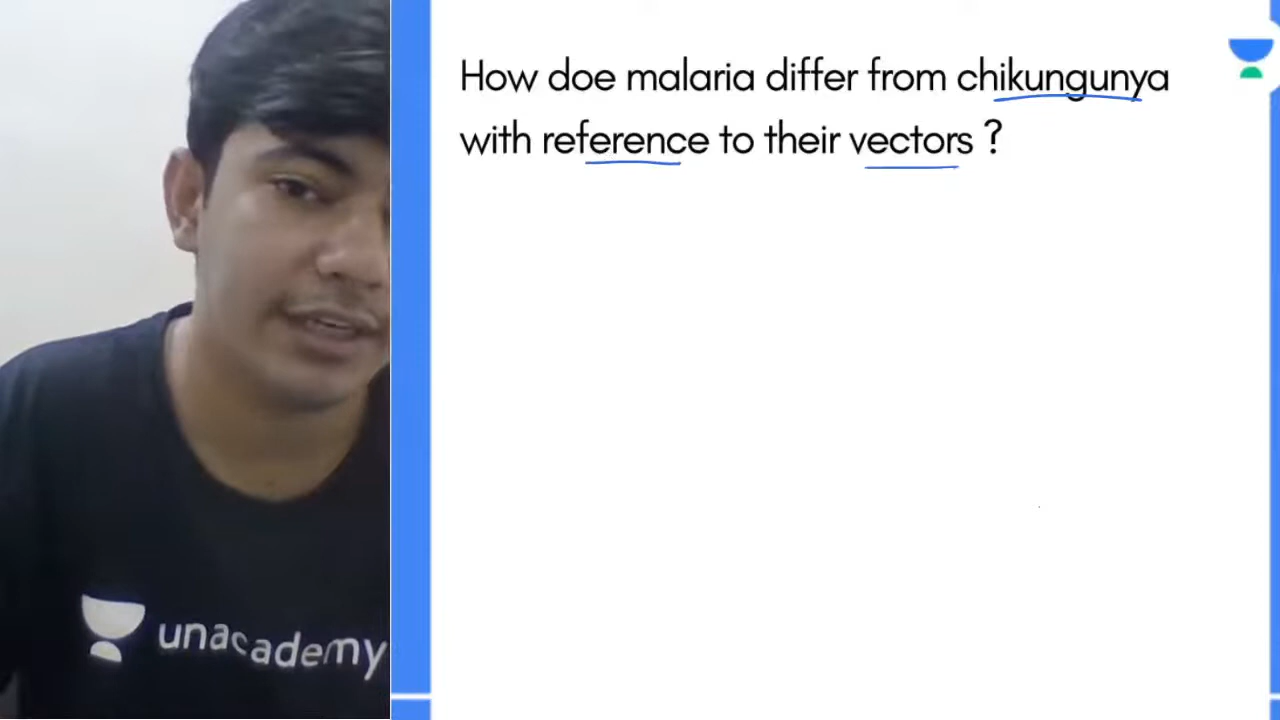 How doe malaria differ from chikungunya
with reference to their vectors ?
unacademy